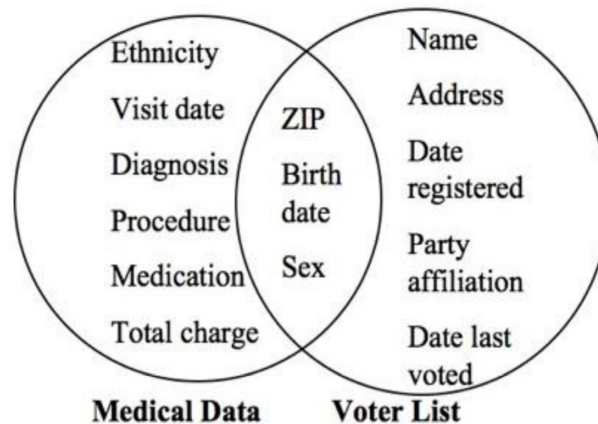 Ethnicity
Visit date
Diagnosis
Procedure
Medication
Total charge
ZIP
Birth
date
Sex
Name
Address
Date
registered
Party
affiliation
Date last
voted
Medical Data
Voter List